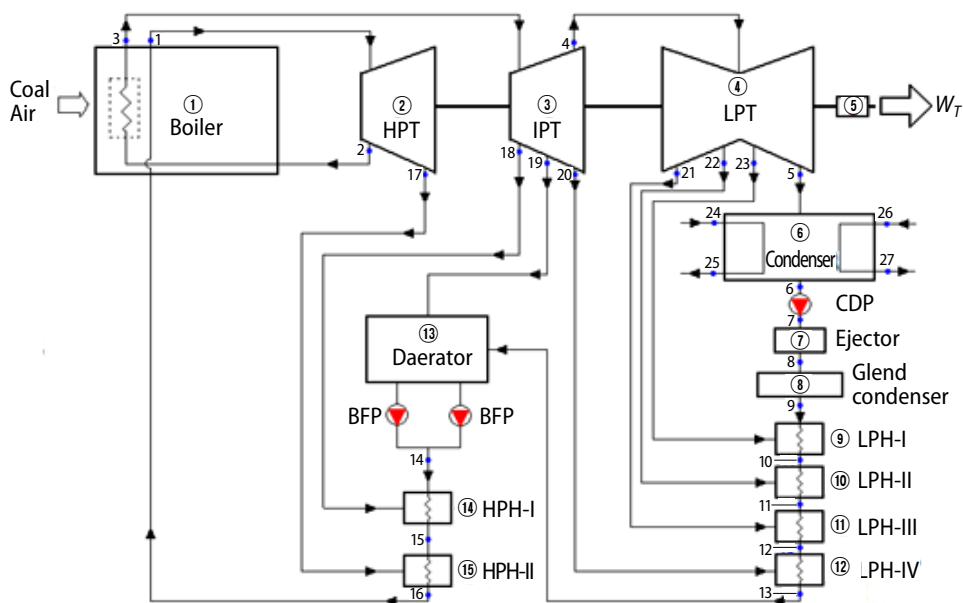 3
1
4
Coal
Air
①
Boiler
②
HPT
③
IPT
④
LPT
⑤
W_T
2
17
18
19
20
21
22
23
5
24
25
⑥
Condenser
26
27
6
CDP
7
⑦
Ejector
8
⑧
Glend
condenser
9
⑨ LPH-I
10
⑩ LPH-II
11
⑪ LPH-III
12
⑫ LPH-IV
13
⑬
Daerator
BFP
BFP
14
⑭ HPH-I
15
⑮ HPH-II
16